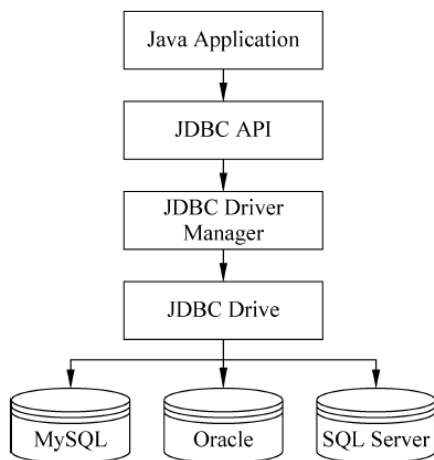 Java Application
JDBC API
JDBC Driver
Manager
JDBC Drive
MySQL
Oracle
SQL Server